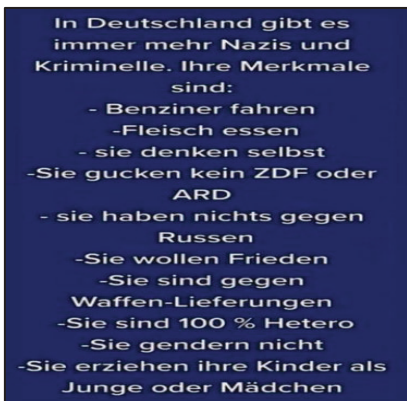 In Deutschland gibt es
immer mehr Nazis und
Kriminelle. Ihre Merkmale
sind:
- Benziner fahren
-Fleisch essen
- sie denken selbst
-Sie gucken kein ZDF oder
ARD
- sie haben nichts gegen
Russen
-Sie wollen Frieden
-Sie sind gegen
Waffen-Lieferungen
-Sie sind 100 % Hetero
-Sie gendern nicht
-Sie erziehen ihre Kinder als
Junge oder Mädchen